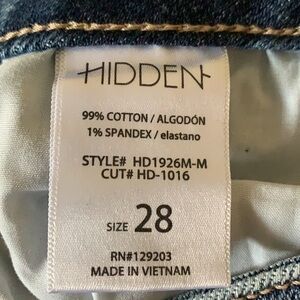 HIDDEN
99% COTTON / ALGODÓN
1% SPANDEX / elastano
STYLE# HD1926M-M
CUT# HD-1016
SIZE 28
RN#129203
MADE IN VIETNAM